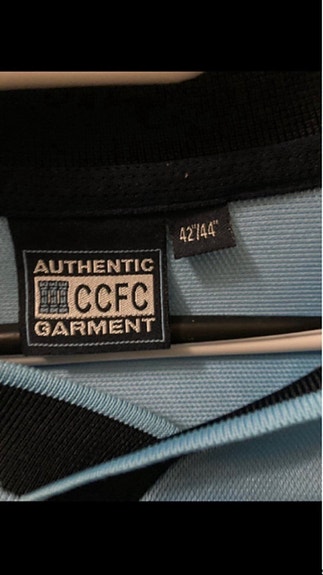 AUTHENTIC
CCFC
GARMENT
42"/44"